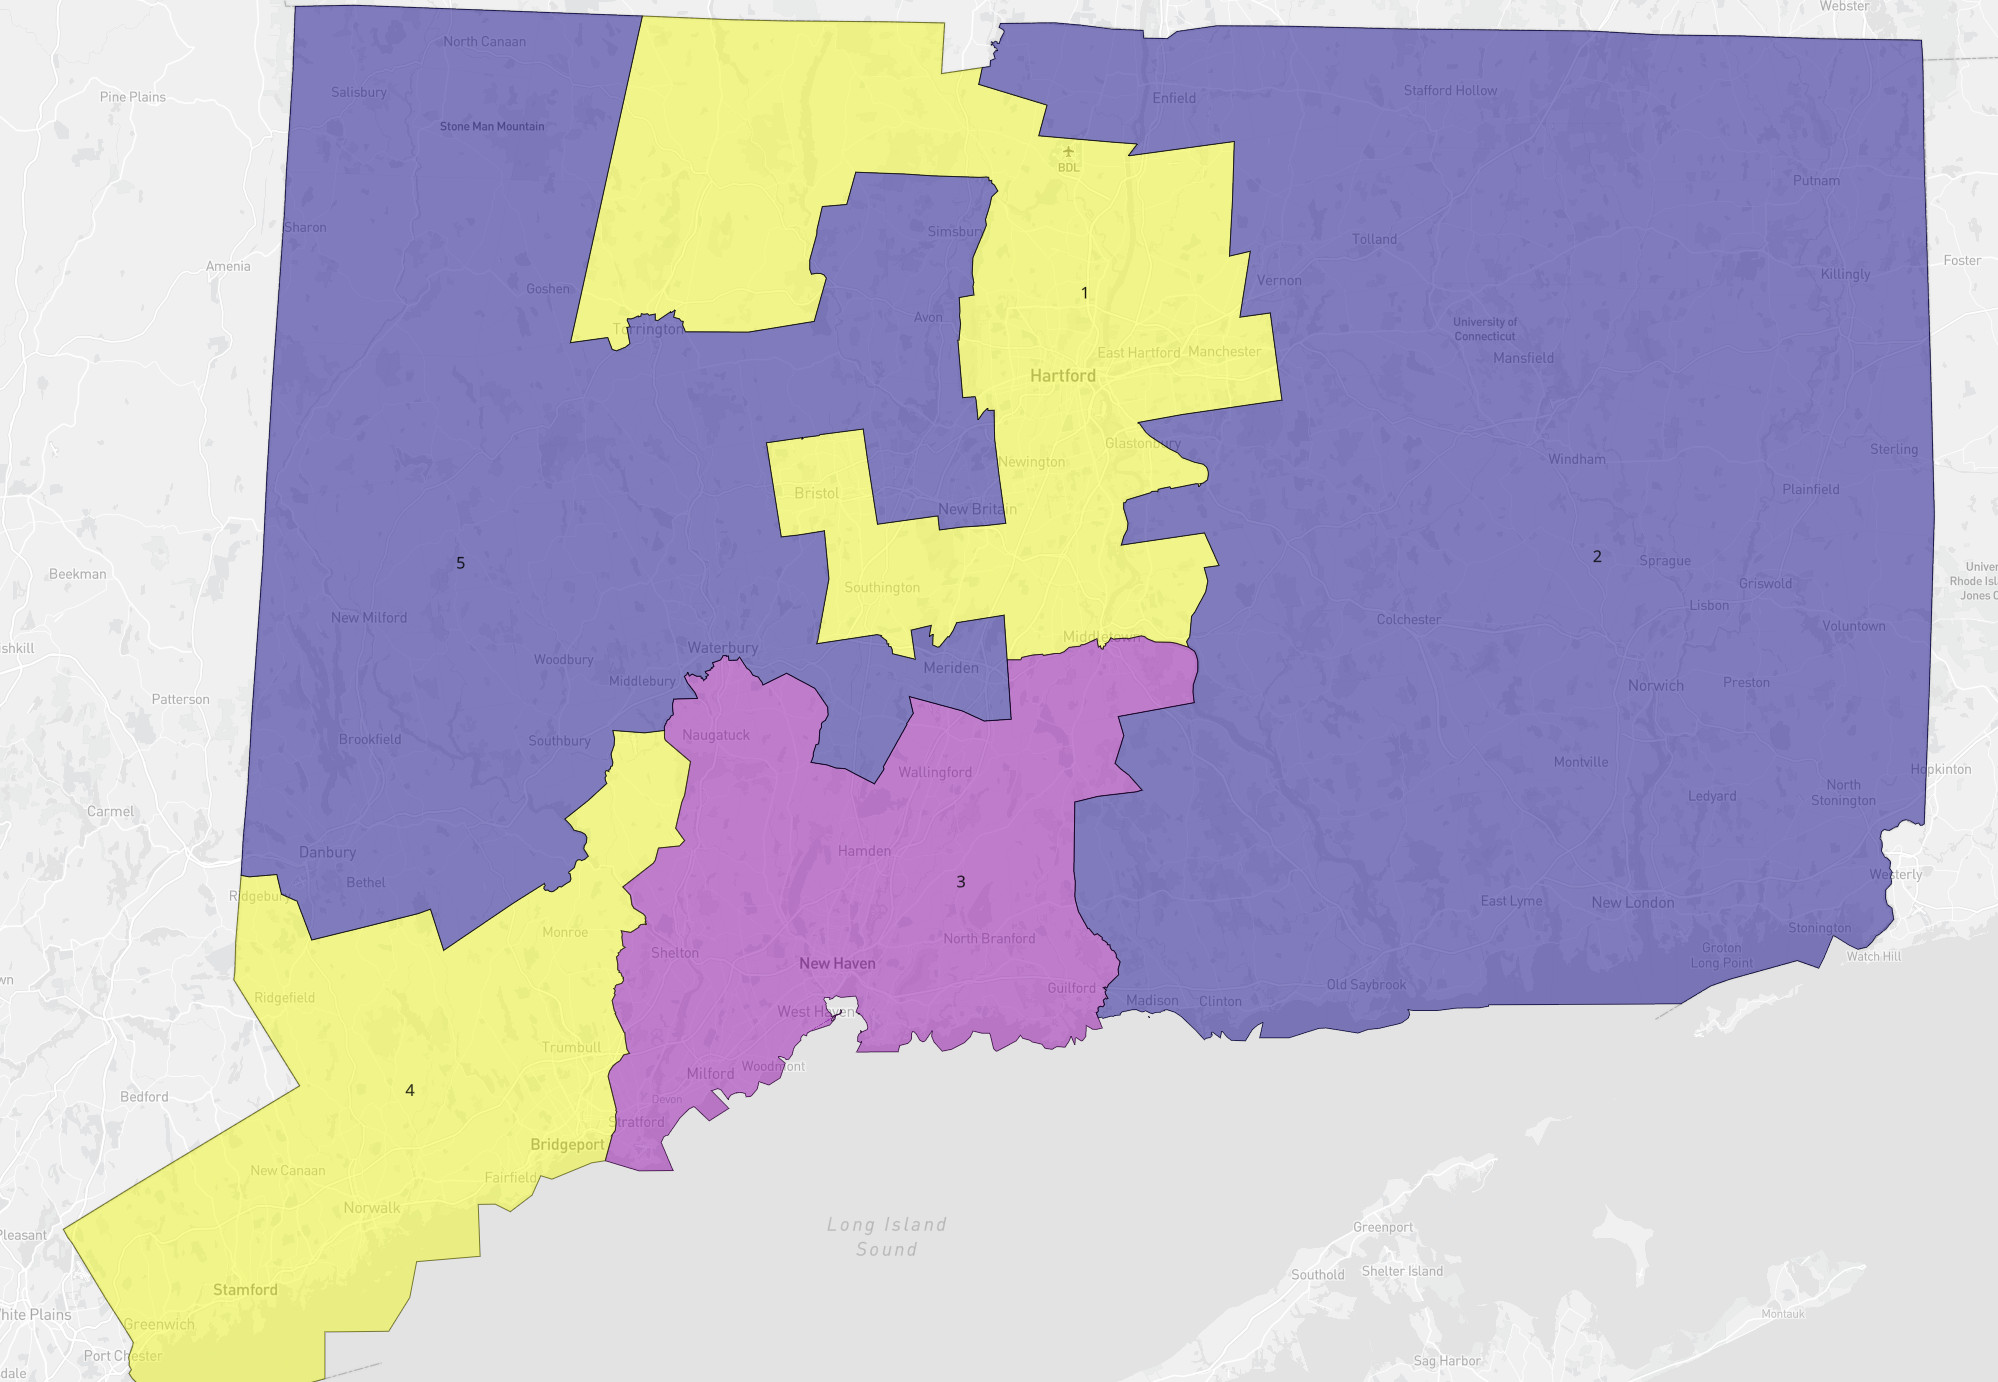 Webster
North Canaan
Pine Plains
Salisbury
Enfield
Stafford Hollow
Stone Man Mountain
BDL
Putnam
Sharon
Simsbur
Tolland
Amenia
Foster
Killingly
Goshen
Vernon
1
Avon
Torrington
University of
Connecticut
East Hartford
Manchester
Mansfield
Hartford
Glastonbury
Sterling
Newington
Windham
Bristol
Plainfield
New Britain
5
2
Sprague
Beekman
Univer
Rhode Isl
Jones C
Southington
Griswold
Lisbon
New Milford
Colchester
Voluntown
Middletown
shkill
Waterbury
Woodbury
Meriden
Middlebury
Norwich
Preston
Patterson
Brookfield
Southbury
Naugatuck
Wallingford
Montville
Hopkinton
North
Stonington
Ledyard
Carmel
Danbury
Hamden
Bethel
3
Westerly
Ridgebury
East Lyme
New London
Monroe
North Branford
Stonington
Shelton
Groton
Long Point
Watch Hill
New Haven
wn
Ridgefield
Guilford
Madison
Clinton
Old Saybrook
West Haven
Trumbull
Milford
Woodmont
4
Bedford
Devon
Stratford
Bridgeport
New Canaan
Fairfield
Norwalk
Long Island
Sound
Greenport
Pleasant
Southold
Shelter Island
Stamford
hite Plains
Greenwich
Montauk
Port Chester
Sag Harbor
dale